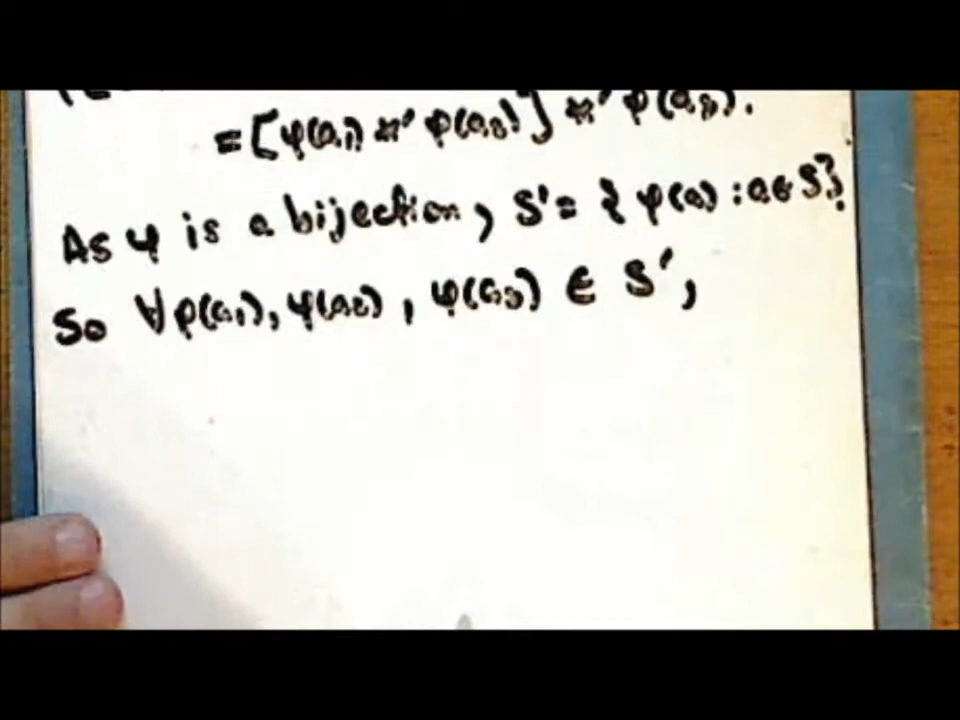 = [φ(a₁) *' φ(a₂)] *' φ(a₃).
As φ is a bijection, S' = { φ(a) : a ∈ S }.
So ∀ φ(a₁), φ(a₂), φ(a₃) ∈ S',